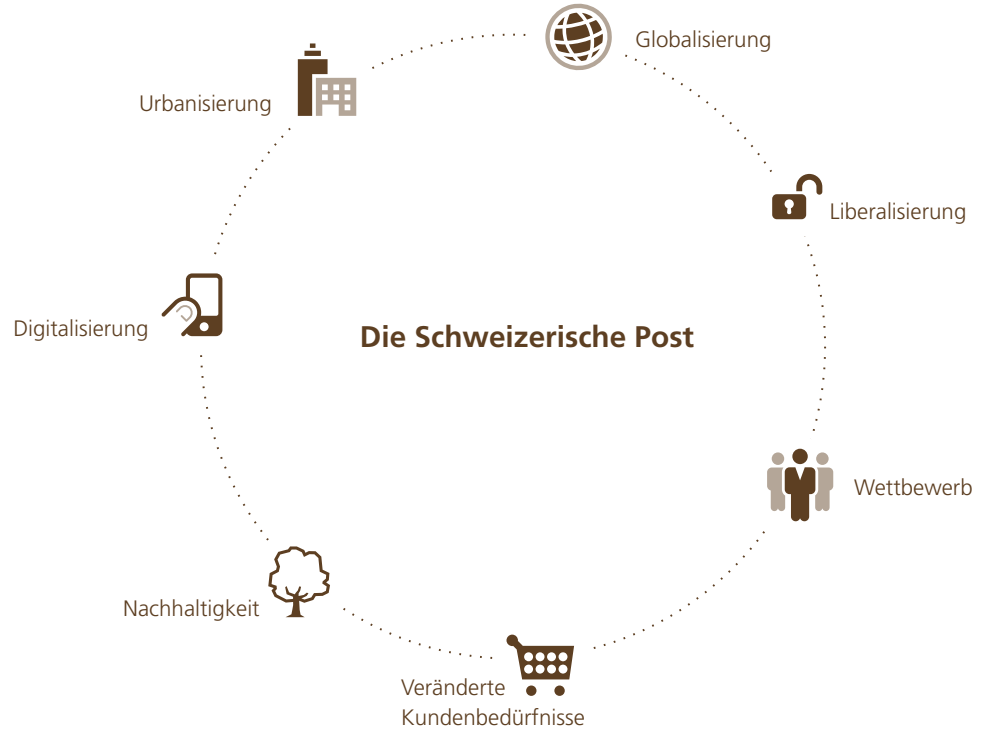 Globalisierung
Urbanisierung
Liberalisierung
Digitalisierung
Die Schweizerische Post
Wettbewerb
Nachhaltigkeit
Veränderte
Kundenbedürfnisse